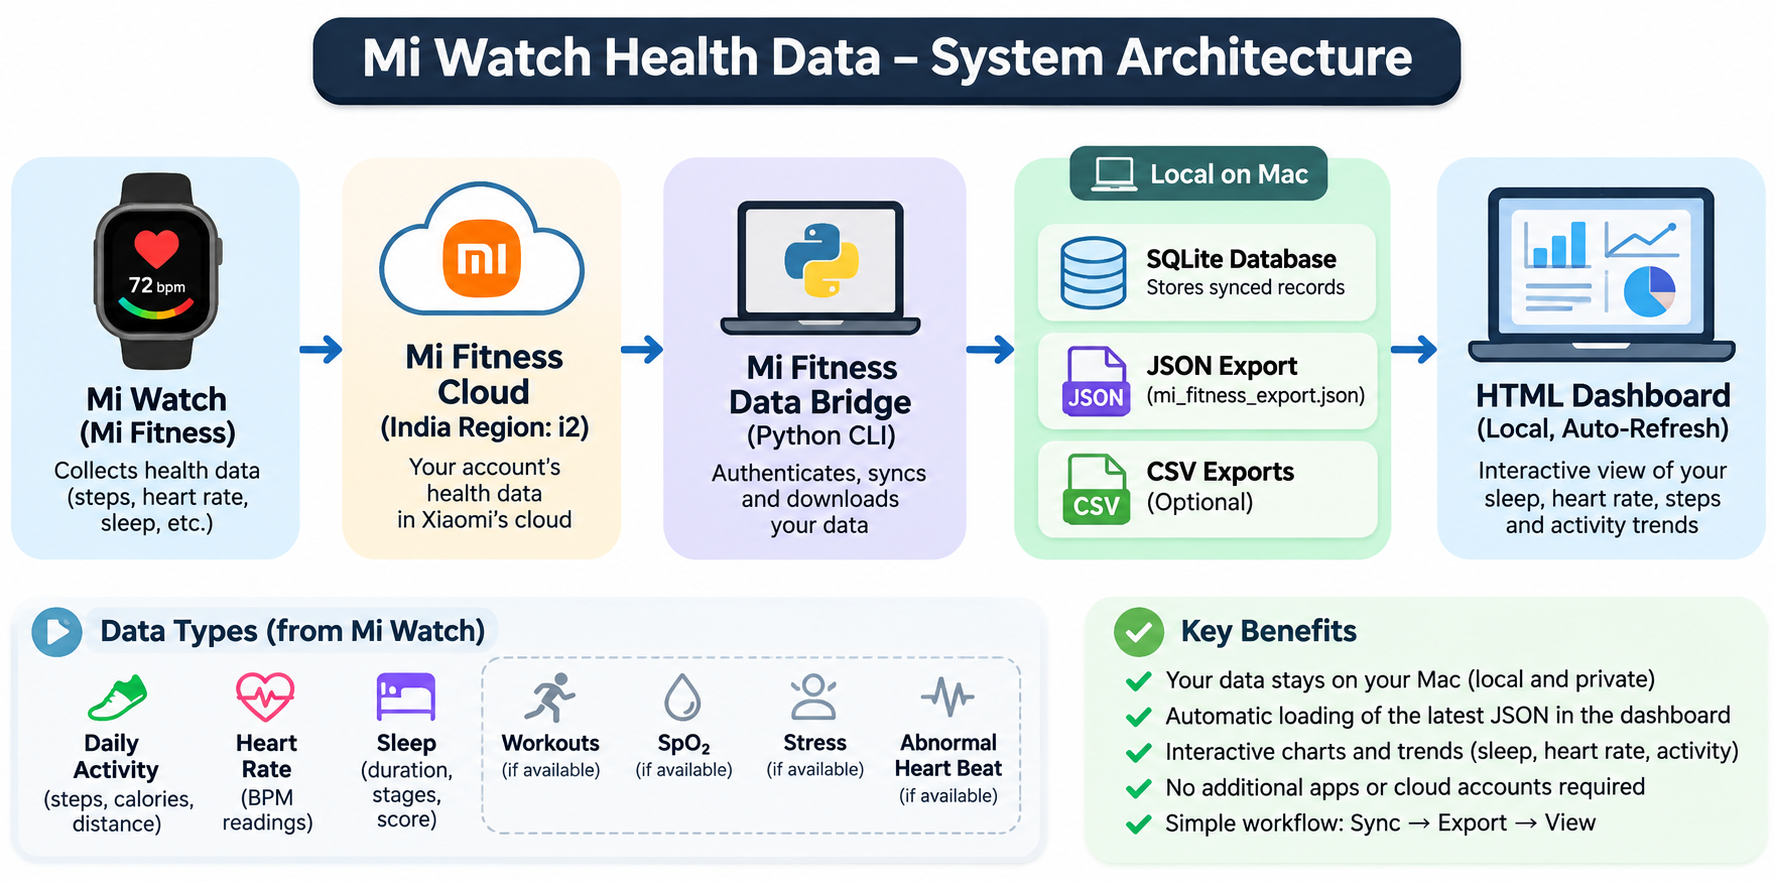 Mi Watch Health Data – System Architecture
72 bpm
Mi Watch
(Mi Fitness)
Collects health data
(steps, heart rate,
sleep, etc.)
mi
Mi Fitness
Cloud
(India Region: i2)
Your account's
health data
in Xiaomi's cloud
Mi Fitness
Data Bridge
(Python CLI)
Authenticates, syncs
and downloads
your data
Local on Mac
SQLite Database
Stores synced records
JSON
JSON Export
(mi_fitness_export.json)
CSV
CSV Exports
(Optional)
HTML Dashboard
(Local, Auto-Refresh)
Interactive view of your
sleep, heart rate, steps
and activity trends
Data Types (from Mi Watch)
Daily
Activity
(steps, calories,
distance)
Heart
Rate
(BPM
readings)
Sleep
(duration,
stages,
score)
Workouts
(if available)
SpO₂
(if available)
Stress
(if available)
Abnormal
Heart Beat
(if available)
Key Benefits
Your data stays on your Mac (local and private)
Automatic loading of the latest JSON in the dashboard
Interactive charts and trends (sleep, heart rate, activity)
No additional apps or cloud accounts required
Simple workflow: Sync → Export → View